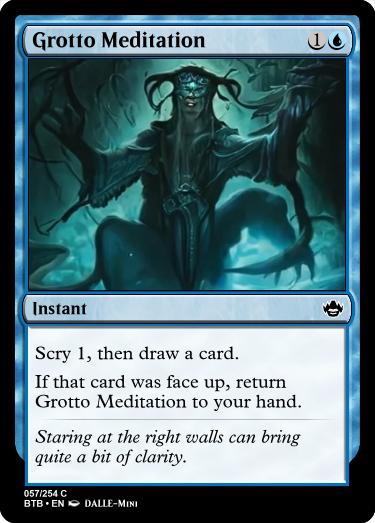 Grotto Meditation 1
Instant
Scry 1, then draw a card.
If that card was face up, return
Grotto Meditation to your hand.
Staring at the right walls can bring
quite a bit of clarity.
057/254 C
BTB • EN DALLE-Mini